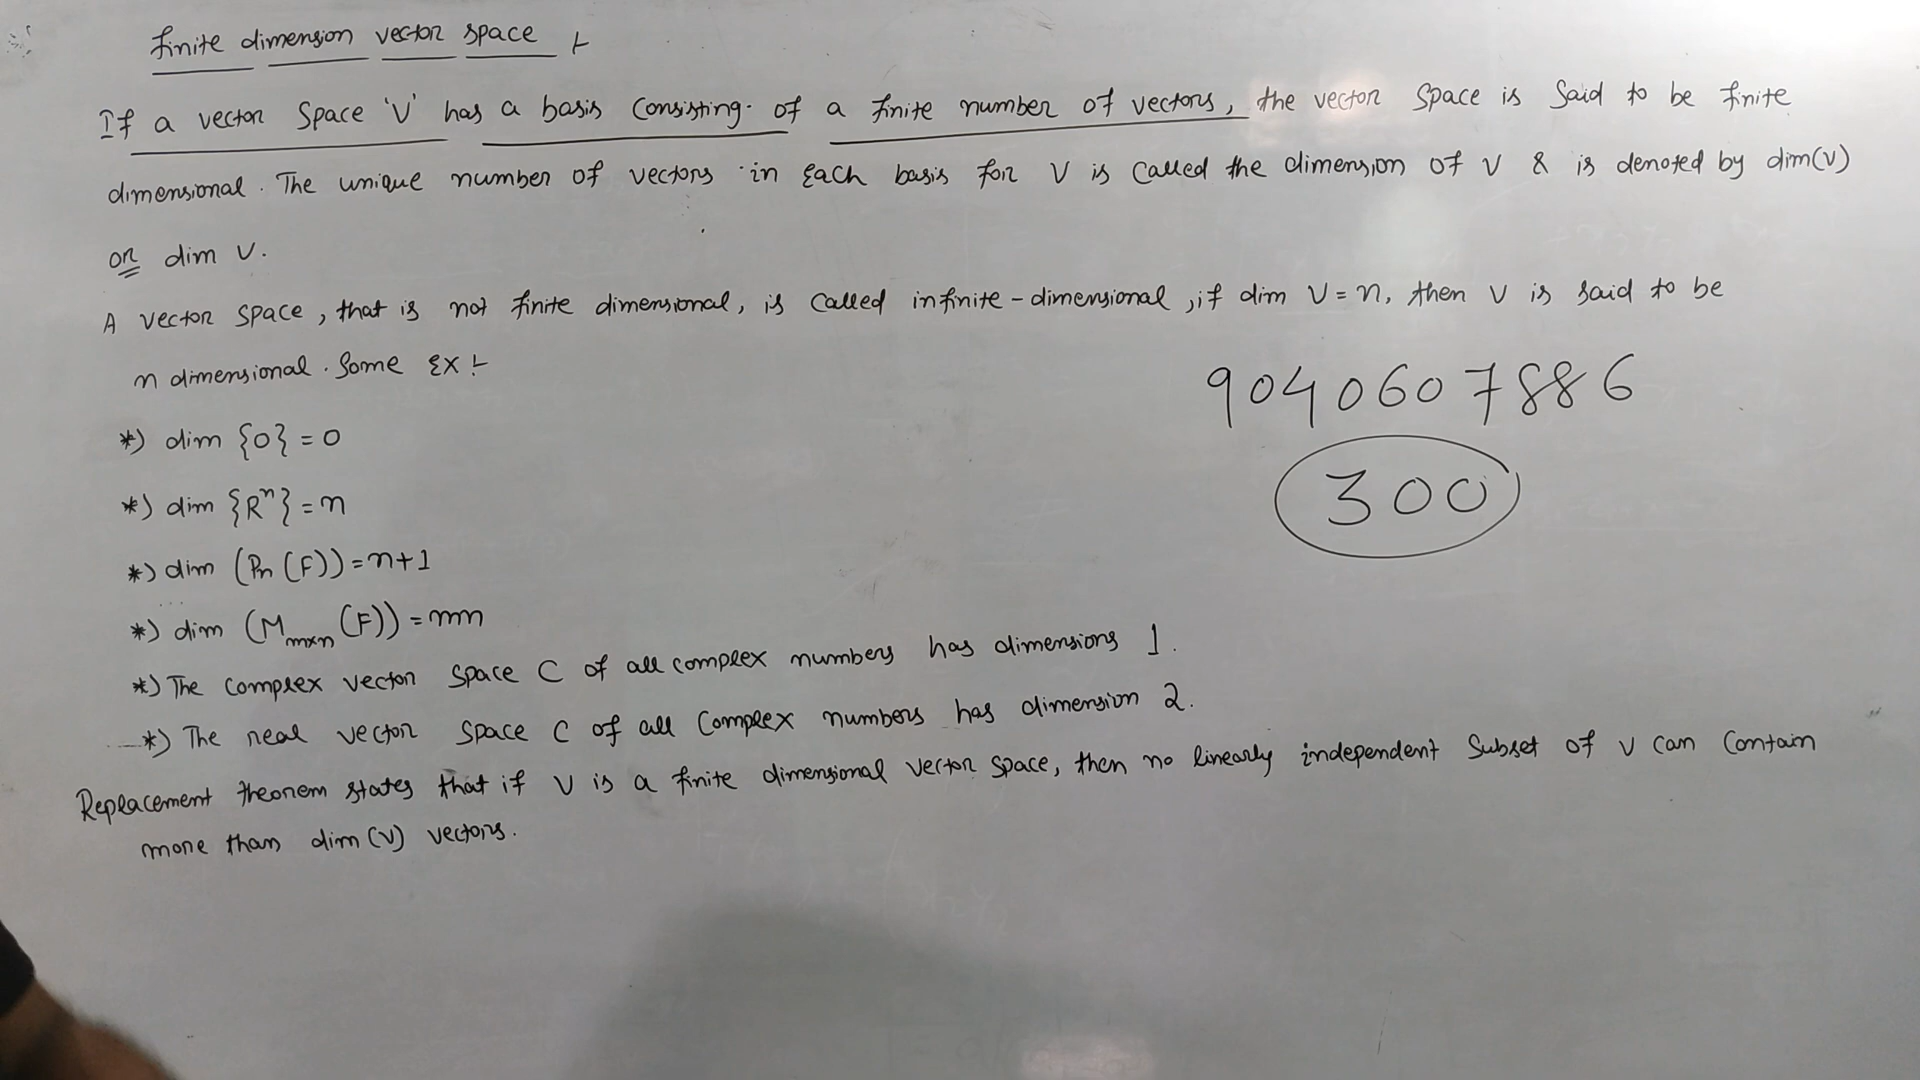 finite dimension vector space :-
If a vector space 'V' has a basis consisting of a finite number of vectors, the vector space is said to be finite
dimensional. The unique number of vectors in each basis for V is called the dimension of V & is denoted by dim(V)
or dim V.
A vector space, that is not finite dimensional, is called infinite-dimensional, if dim V = n, then V is said to be
n dimensional. Some Ex :-
9040607886
300
*) dim {0} = 0
*) dim {Rⁿ} = n
*) dim (Pn (F)) = n+1
*) dim (Mm×n (F)) = mn
*) The complex vector space C of all complex numbers has dimensions 1.
*) The real vector space C of all complex numbers has dimension 2.
Replacement theorem states that if V is a finite dimensional vector space, then no linearly independent subset of V can contain
more than dim (V) vectors.